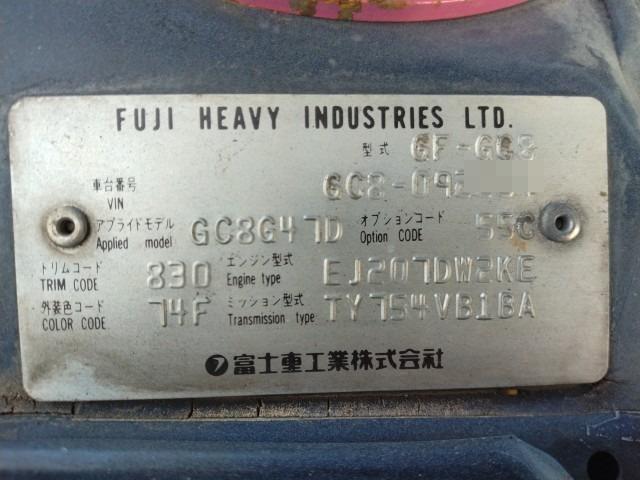 FUJI HEAVY INDUSTRIES LTD.
型式 GF-GC8
車台番号 VIN GC8-09
アプライドモデル Applied model GC8G47D オプションコード Option CODE 55C
トリムコード TRIM CODE 830 エンジン型式 Engine type EJ207DW2KE
外装色コード COLOR CODE 74F ミッション型式 Transmission type TY754VB1BA
富士重工業株式会社